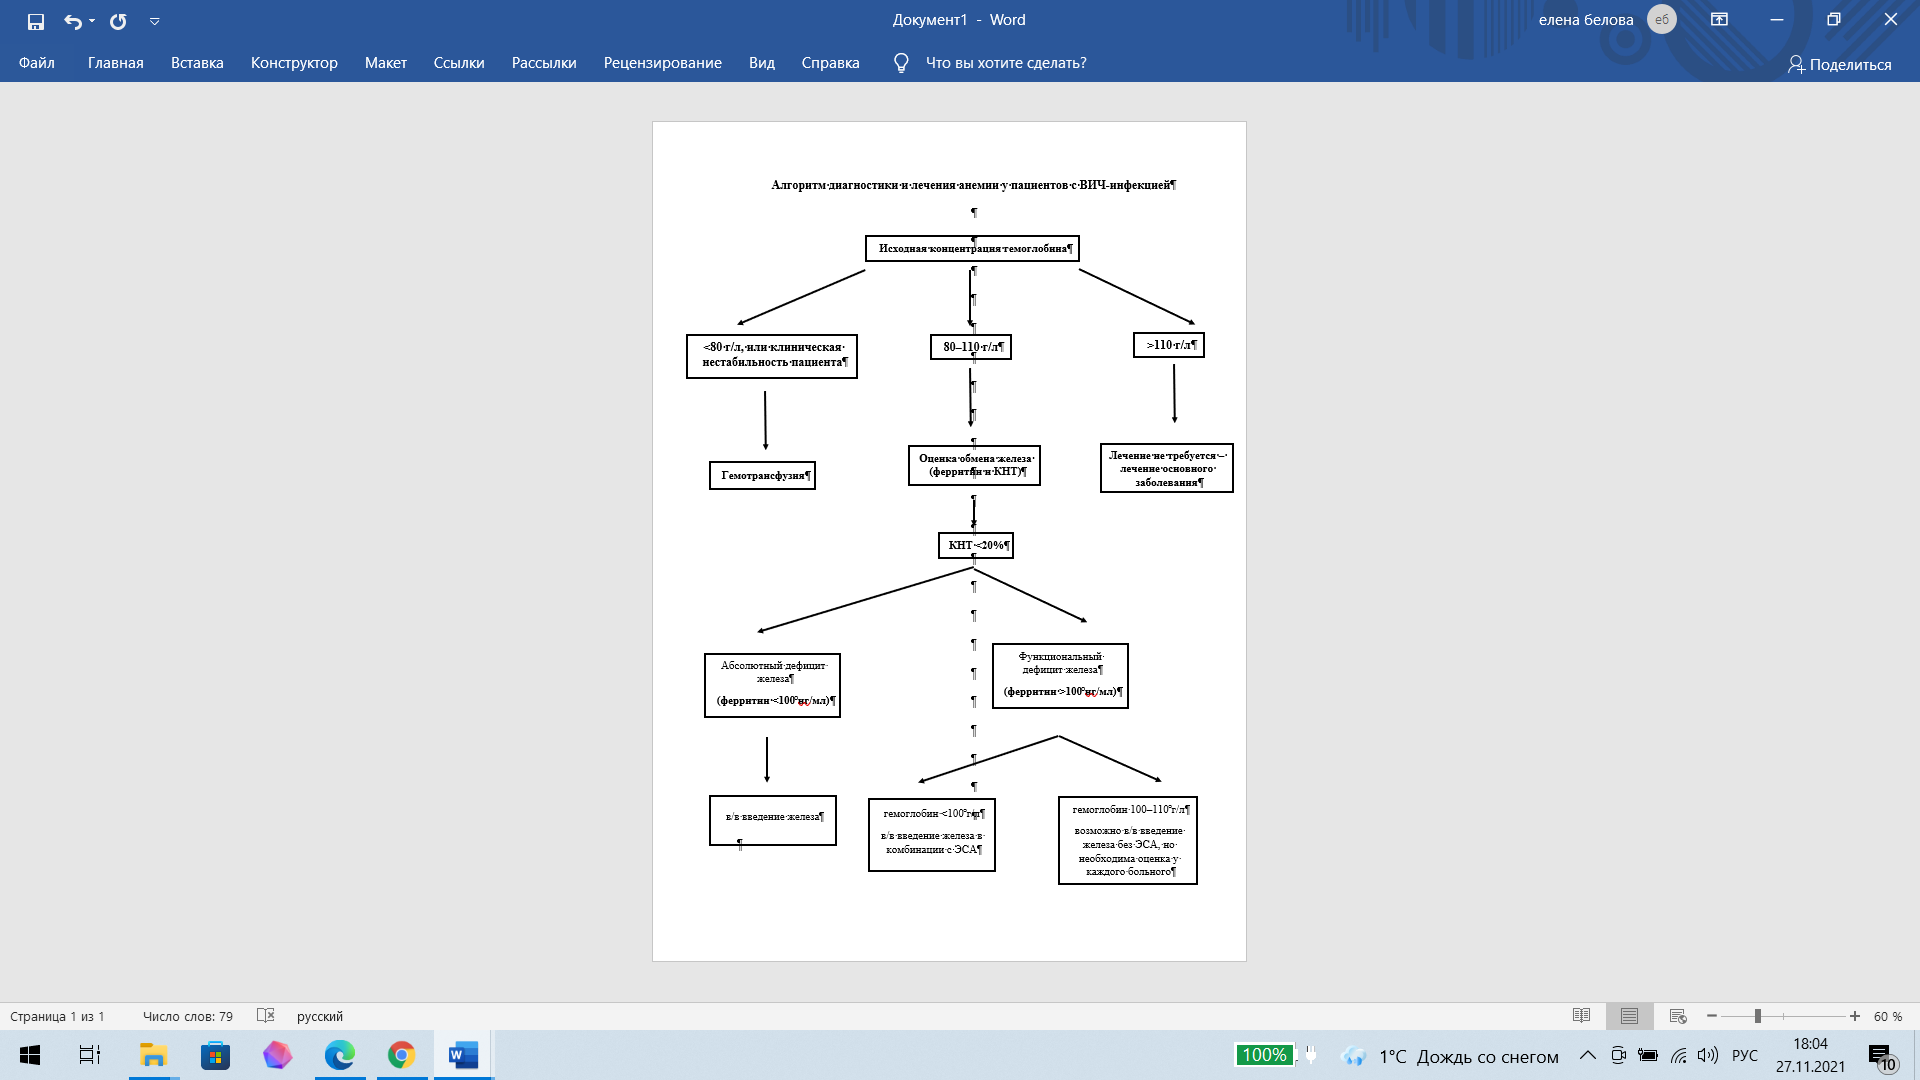 Документ1 - Word
елена белова
еб
Файл
Главная
Вставка
Конструктор
Макет
Ссылки
Рассылки
Рецензирование
Вид
Справка
Что вы хотите сделать?
Поделиться
Алгоритм·диагностики·и·лечения·анемии·у·пациентов·с·ВИЧ-инфекцией¶
¶
Исходная·концентрация·гемоглобина¶
<80·г/л,·или·клиническая·
нестабильность·пациента¶
80–110·г/л¶
>110·г/л¶
Гемотрансфузия¶
Оценка·обмена·железа·
(ферритин·и·КНТ)¶
Лечение·не·требуется·–·
лечение·основного·
заболевания¶
КНТ·<20%¶
Абсолютный·дефицит·
железа¶
(ферритин·<100°нг/мл)¶
Функциональный·
дефицит·железа¶
(ферритин·>100°нг/мл)¶
в/в·введение·железа¶
¶
гемоглобин·<100°г/л¶
в/в·введение·железа·в·
комбинации·с·ЭСА¶
гемоглобин·100–110°г/л¶
возможно·в/в·введение·
железа·без·ЭСА,·но·
необходима·оценка·у·
каждого·больного¶
Страница 1 из 1
Число слов: 79
русский
60 %
100%
1°C Дождь со снегом
РУС
18:04
27.11.2021
10